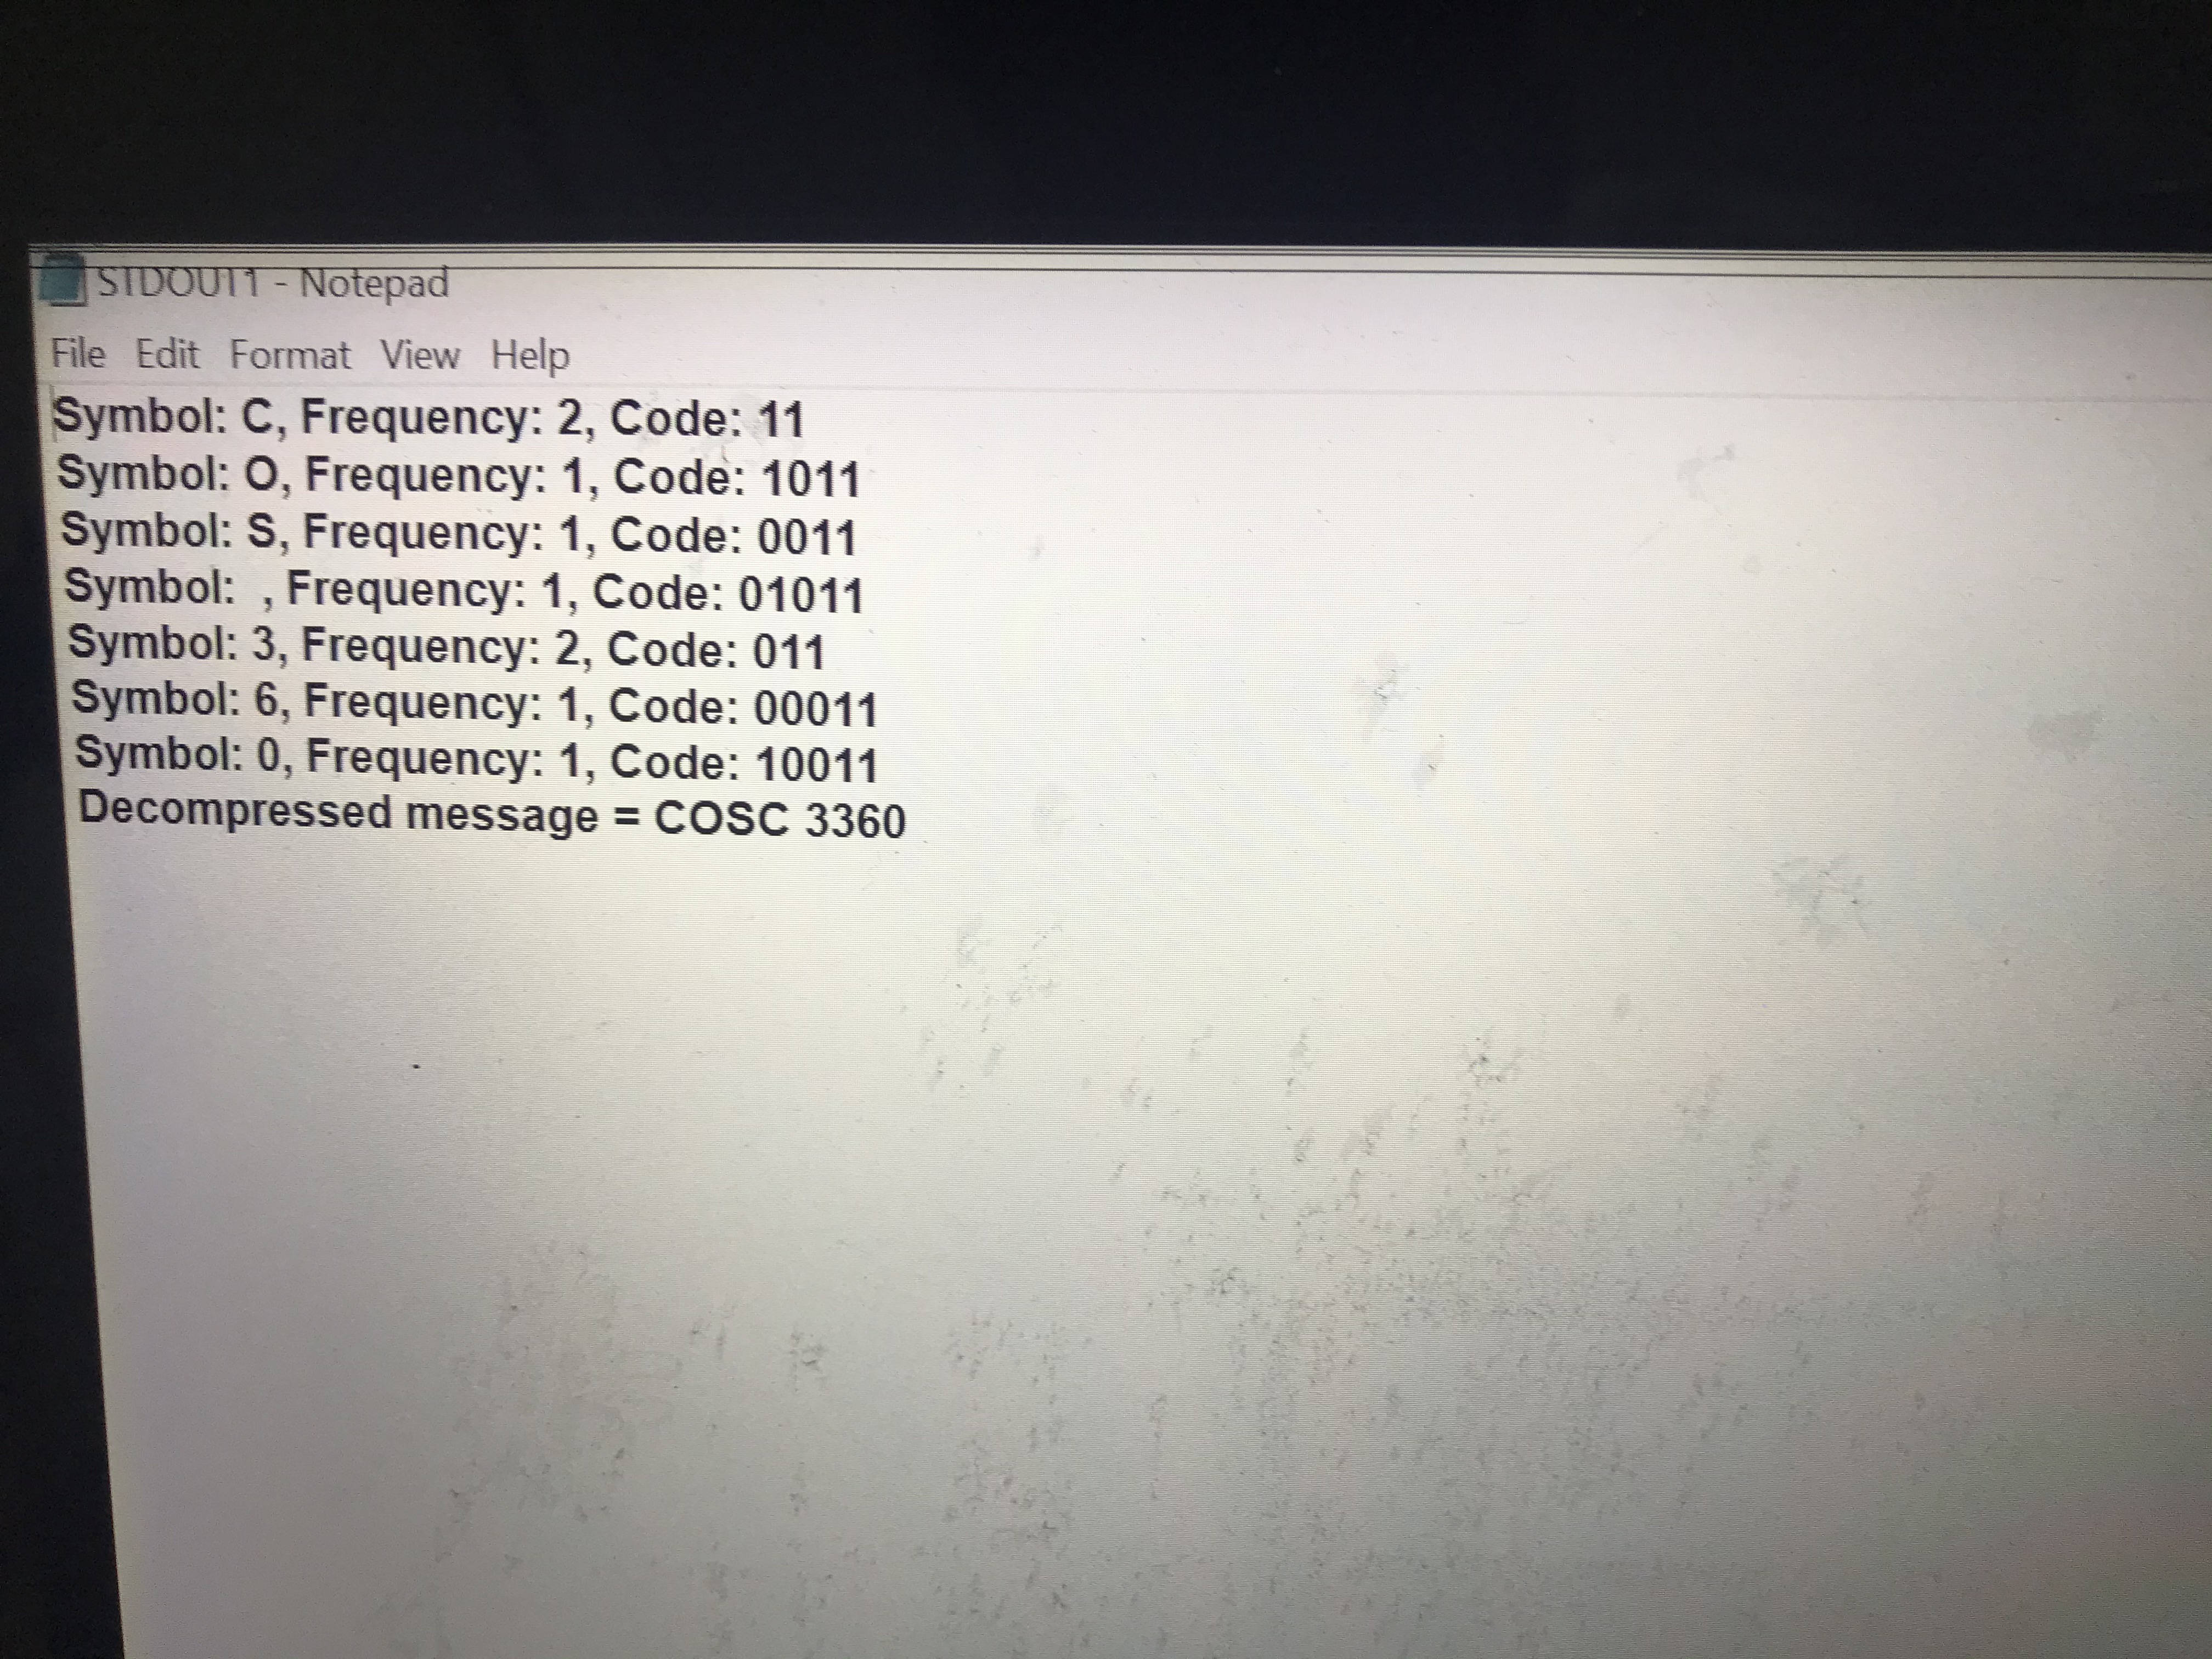 STDOUT1 - Notepad
File Edit Format View Help
Symbol: C, Frequency: 2, Code: 11
Symbol: O, Frequency: 1, Code: 1011
Symbol: S, Frequency: 1, Code: 0011
Symbol:  , Frequency: 1, Code: 01011
Symbol: 3, Frequency: 2, Code: 011
Symbol: 6, Frequency: 1, Code: 00011
Symbol: 0, Frequency: 1, Code: 10011
Decompressed message = COSC 3360